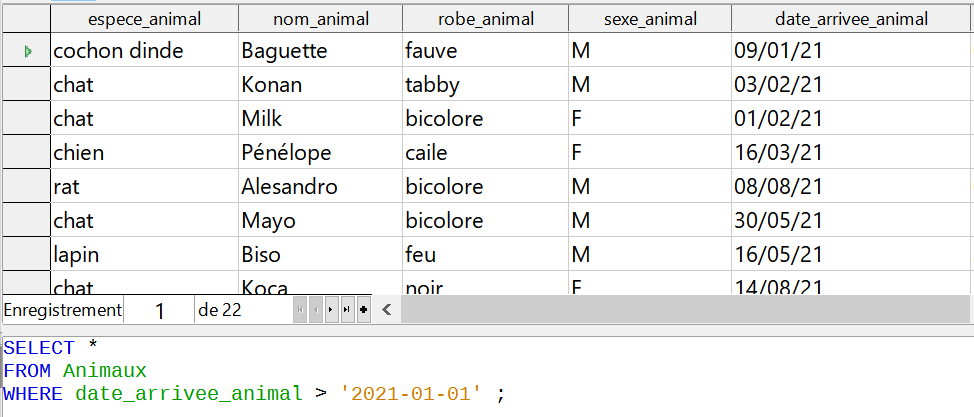 espece_animal nom_animal robe_animal sexe_animal date_arrivee_animal
cochon dinde Baguette fauve M 09/01/21
chat Konan tabby M 03/02/21
chat Milk bicolore F 01/02/21
chien Pénélope caile F 16/03/21
rat Alesandro bicolore M 08/08/21
chat Mayo bicolore M 30/05/21
lapin Biso feu M 16/05/21
chat Koca noir F 14/08/21
Enregistrement 1 de 22
SELECT *
FROM Animaux
WHERE date_arrivee_animal > '2021-01-01' ;